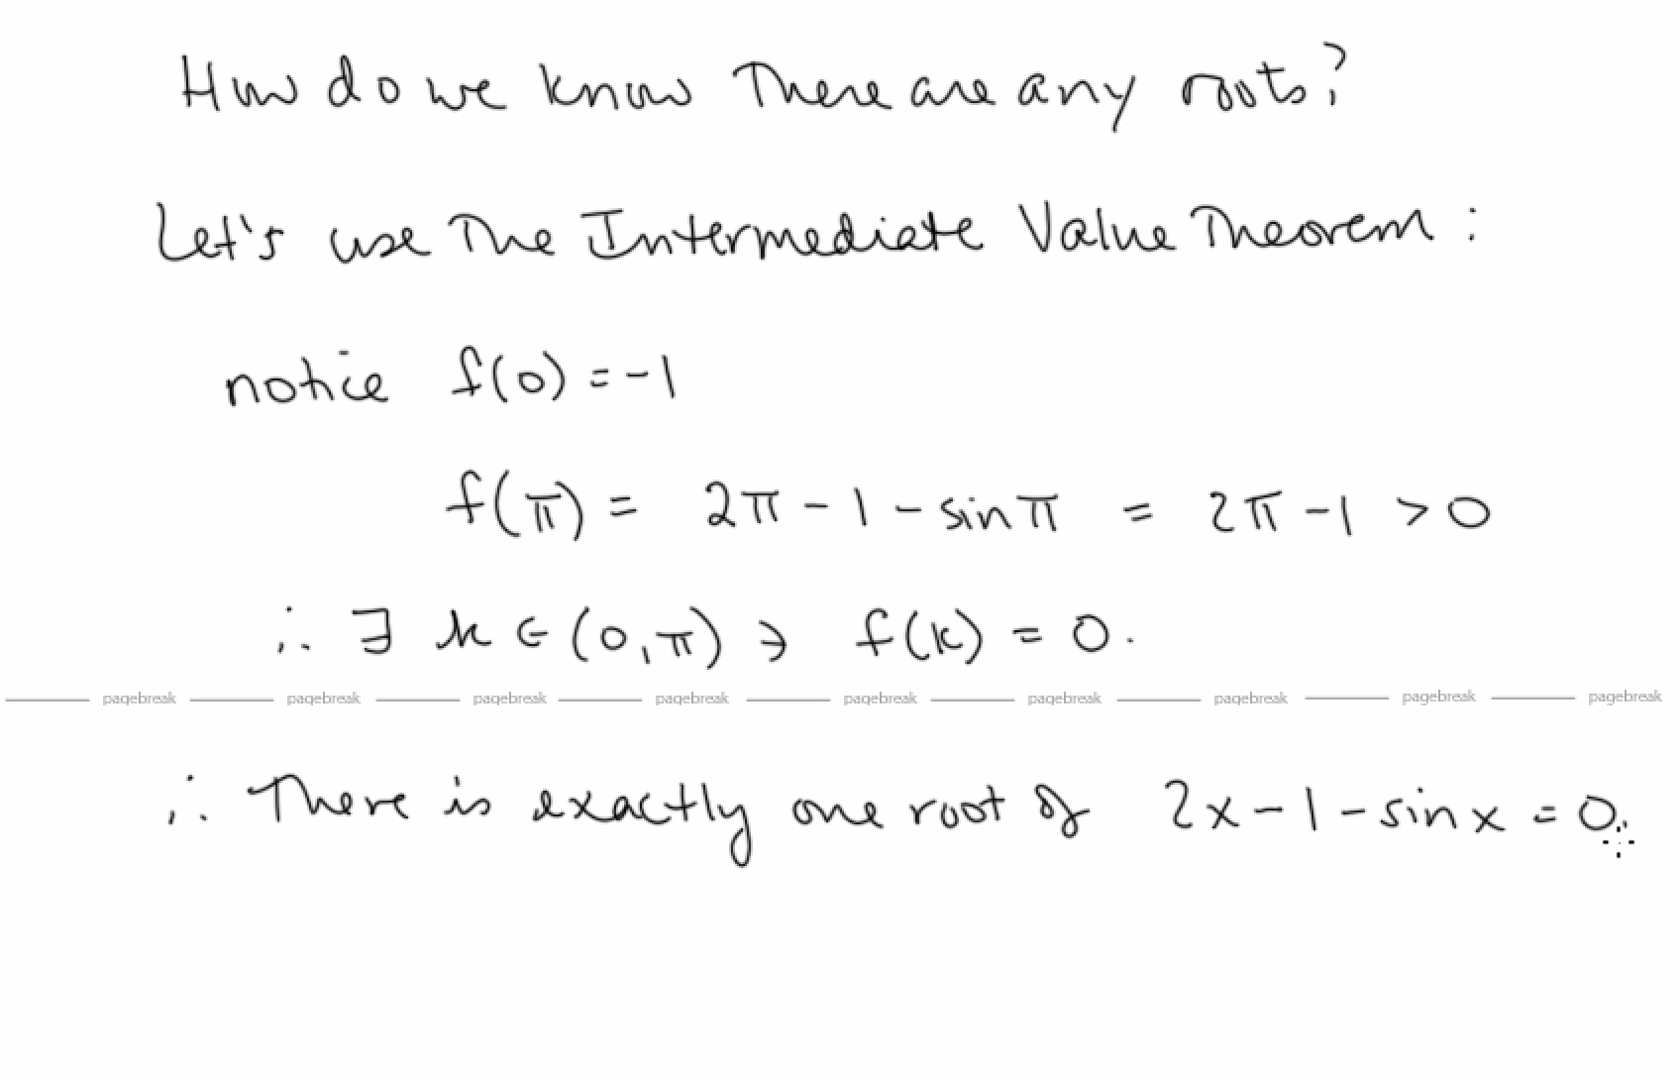 How do we know there are any roots?
Let's use the Intermediate Value Theorem:
notice f(0) = -1
f(π) = 2π - 1 - sin π = 2π - 1 > 0
∴ ∃ k ∈ (0, π) ∋ f(k) = 0.
pagebreak pagebreak pagebreak pagebreak pagebreak pagebreak pagebreak pagebreak pagebreak
∴ There is exactly one root of 2x - 1 - sin x = 0.